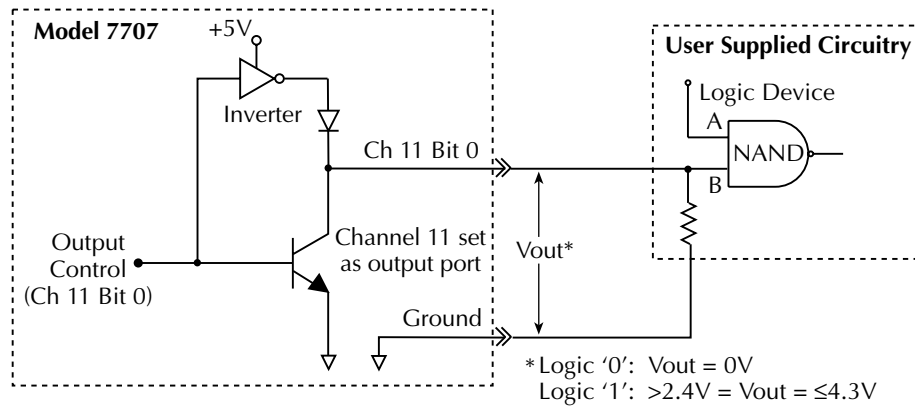 Model 7707
+5V
Inverter
Ch 11 Bit 0
Output
Control
(Ch 11 Bit 0)
Channel 11 set
as output port
Ground
Vout*
User Supplied Circuitry
Logic Device
A
NAND
B
*Logic ‘0’: Vout = 0V
Logic ‘1’: >2.4V = Vout = ≤4.3V